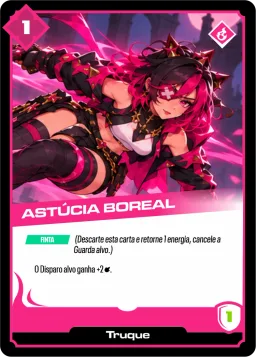 1
ASTÚCIA BOREAL
FINTA (Descarte esta carta e retorne 1 energia, cancele a
Guarda alvo.)
O Disparo alvo ganha +2.
1
Truque